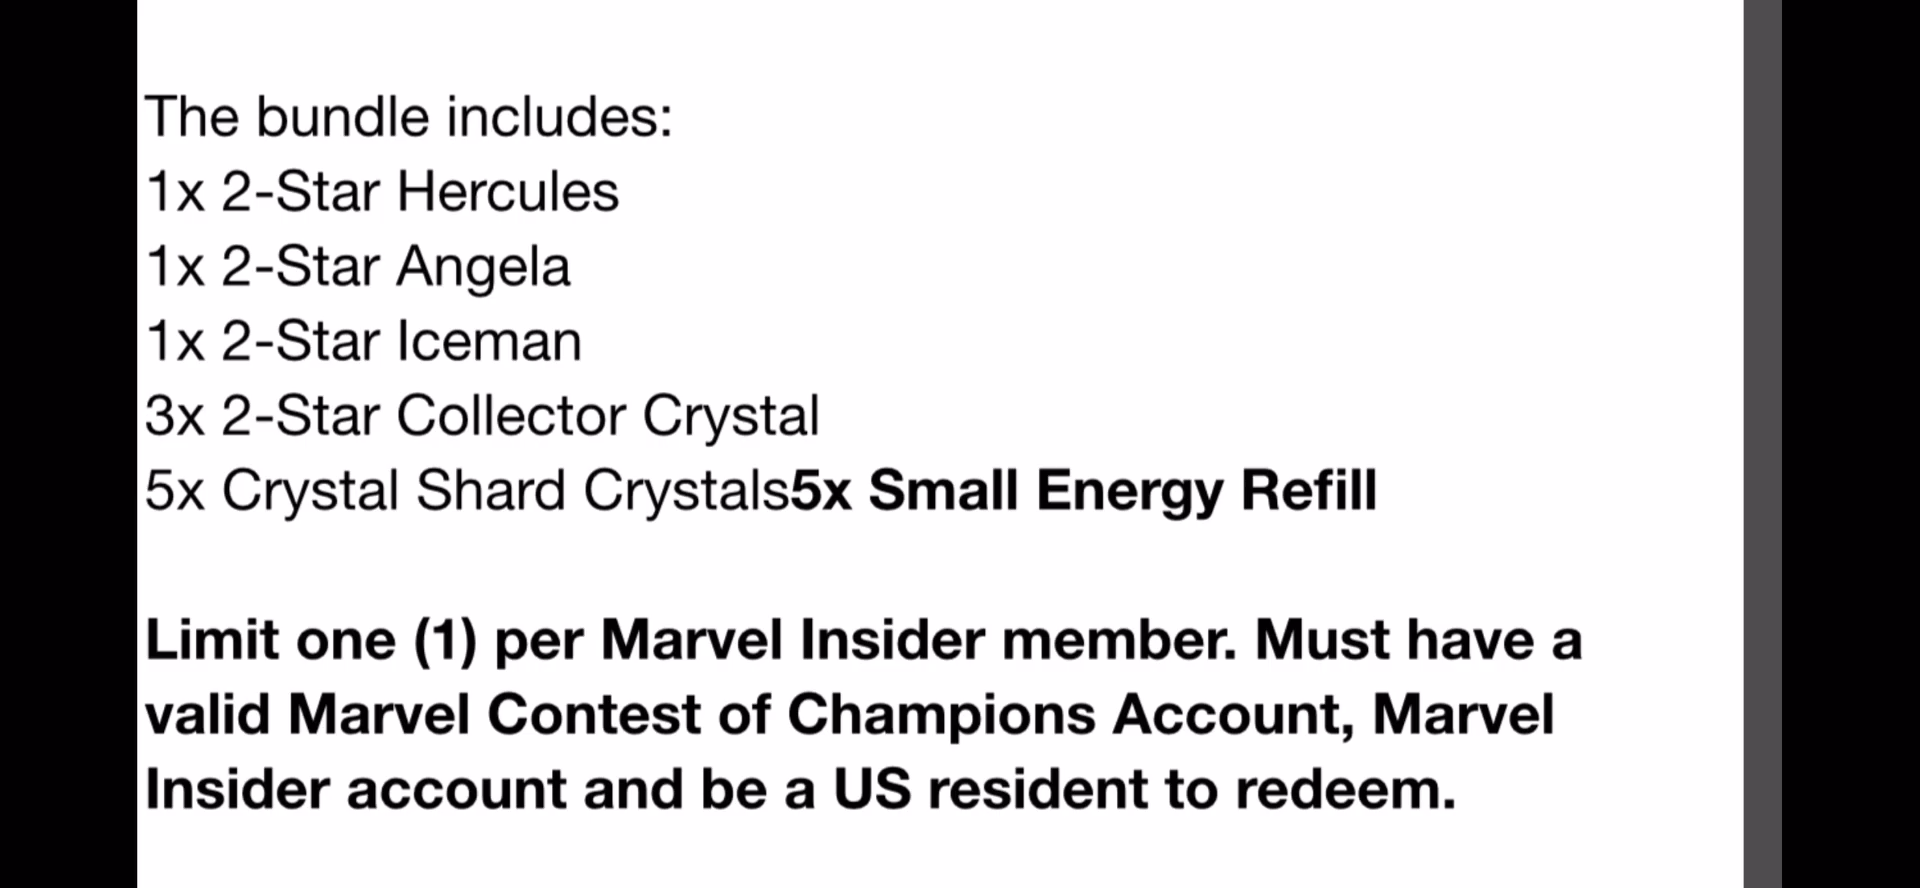 The bundle includes:
1x 2-Star Hercules
1x 2-Star Angela
1x 2-Star Iceman
3x 2-Star Collector Crystal
5x Crystal Shard Crystals5x Small Energy Refill
Limit one (1) per Marvel Insider member. Must have a
valid Marvel Contest of Champions Account, Marvel
Insider account and be a US resident to redeem.